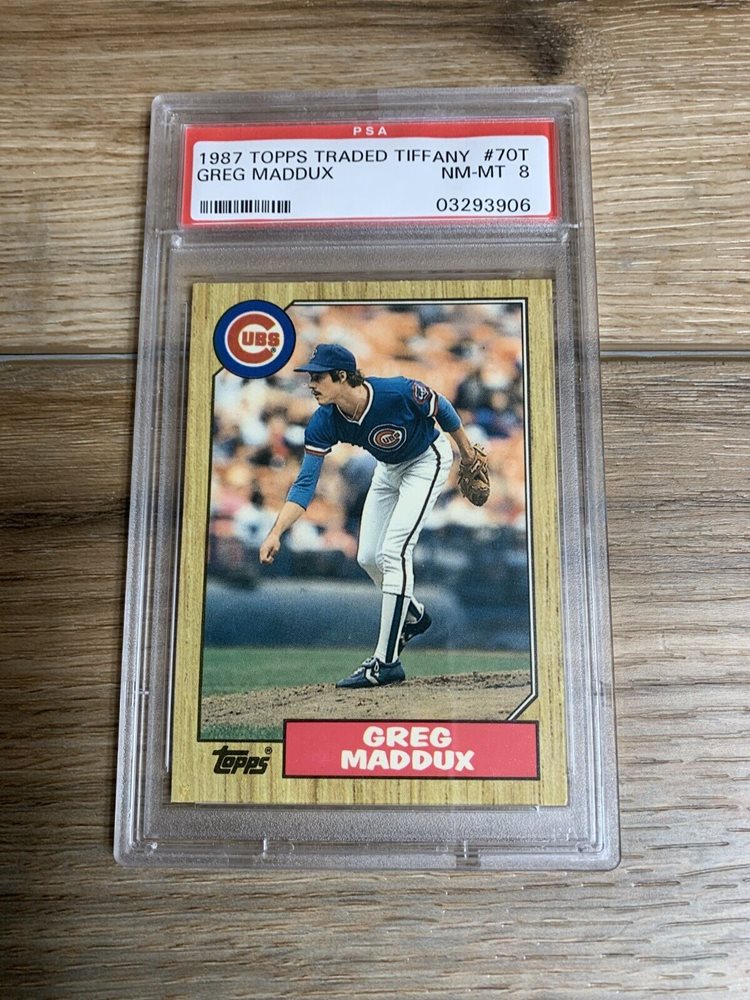 PSA
1987 TOPPS TRADED TIFFANY #70T
GREG MADDUX NM-MT 8
03293906
CUBS®
GREG
MADDUX
Topps®